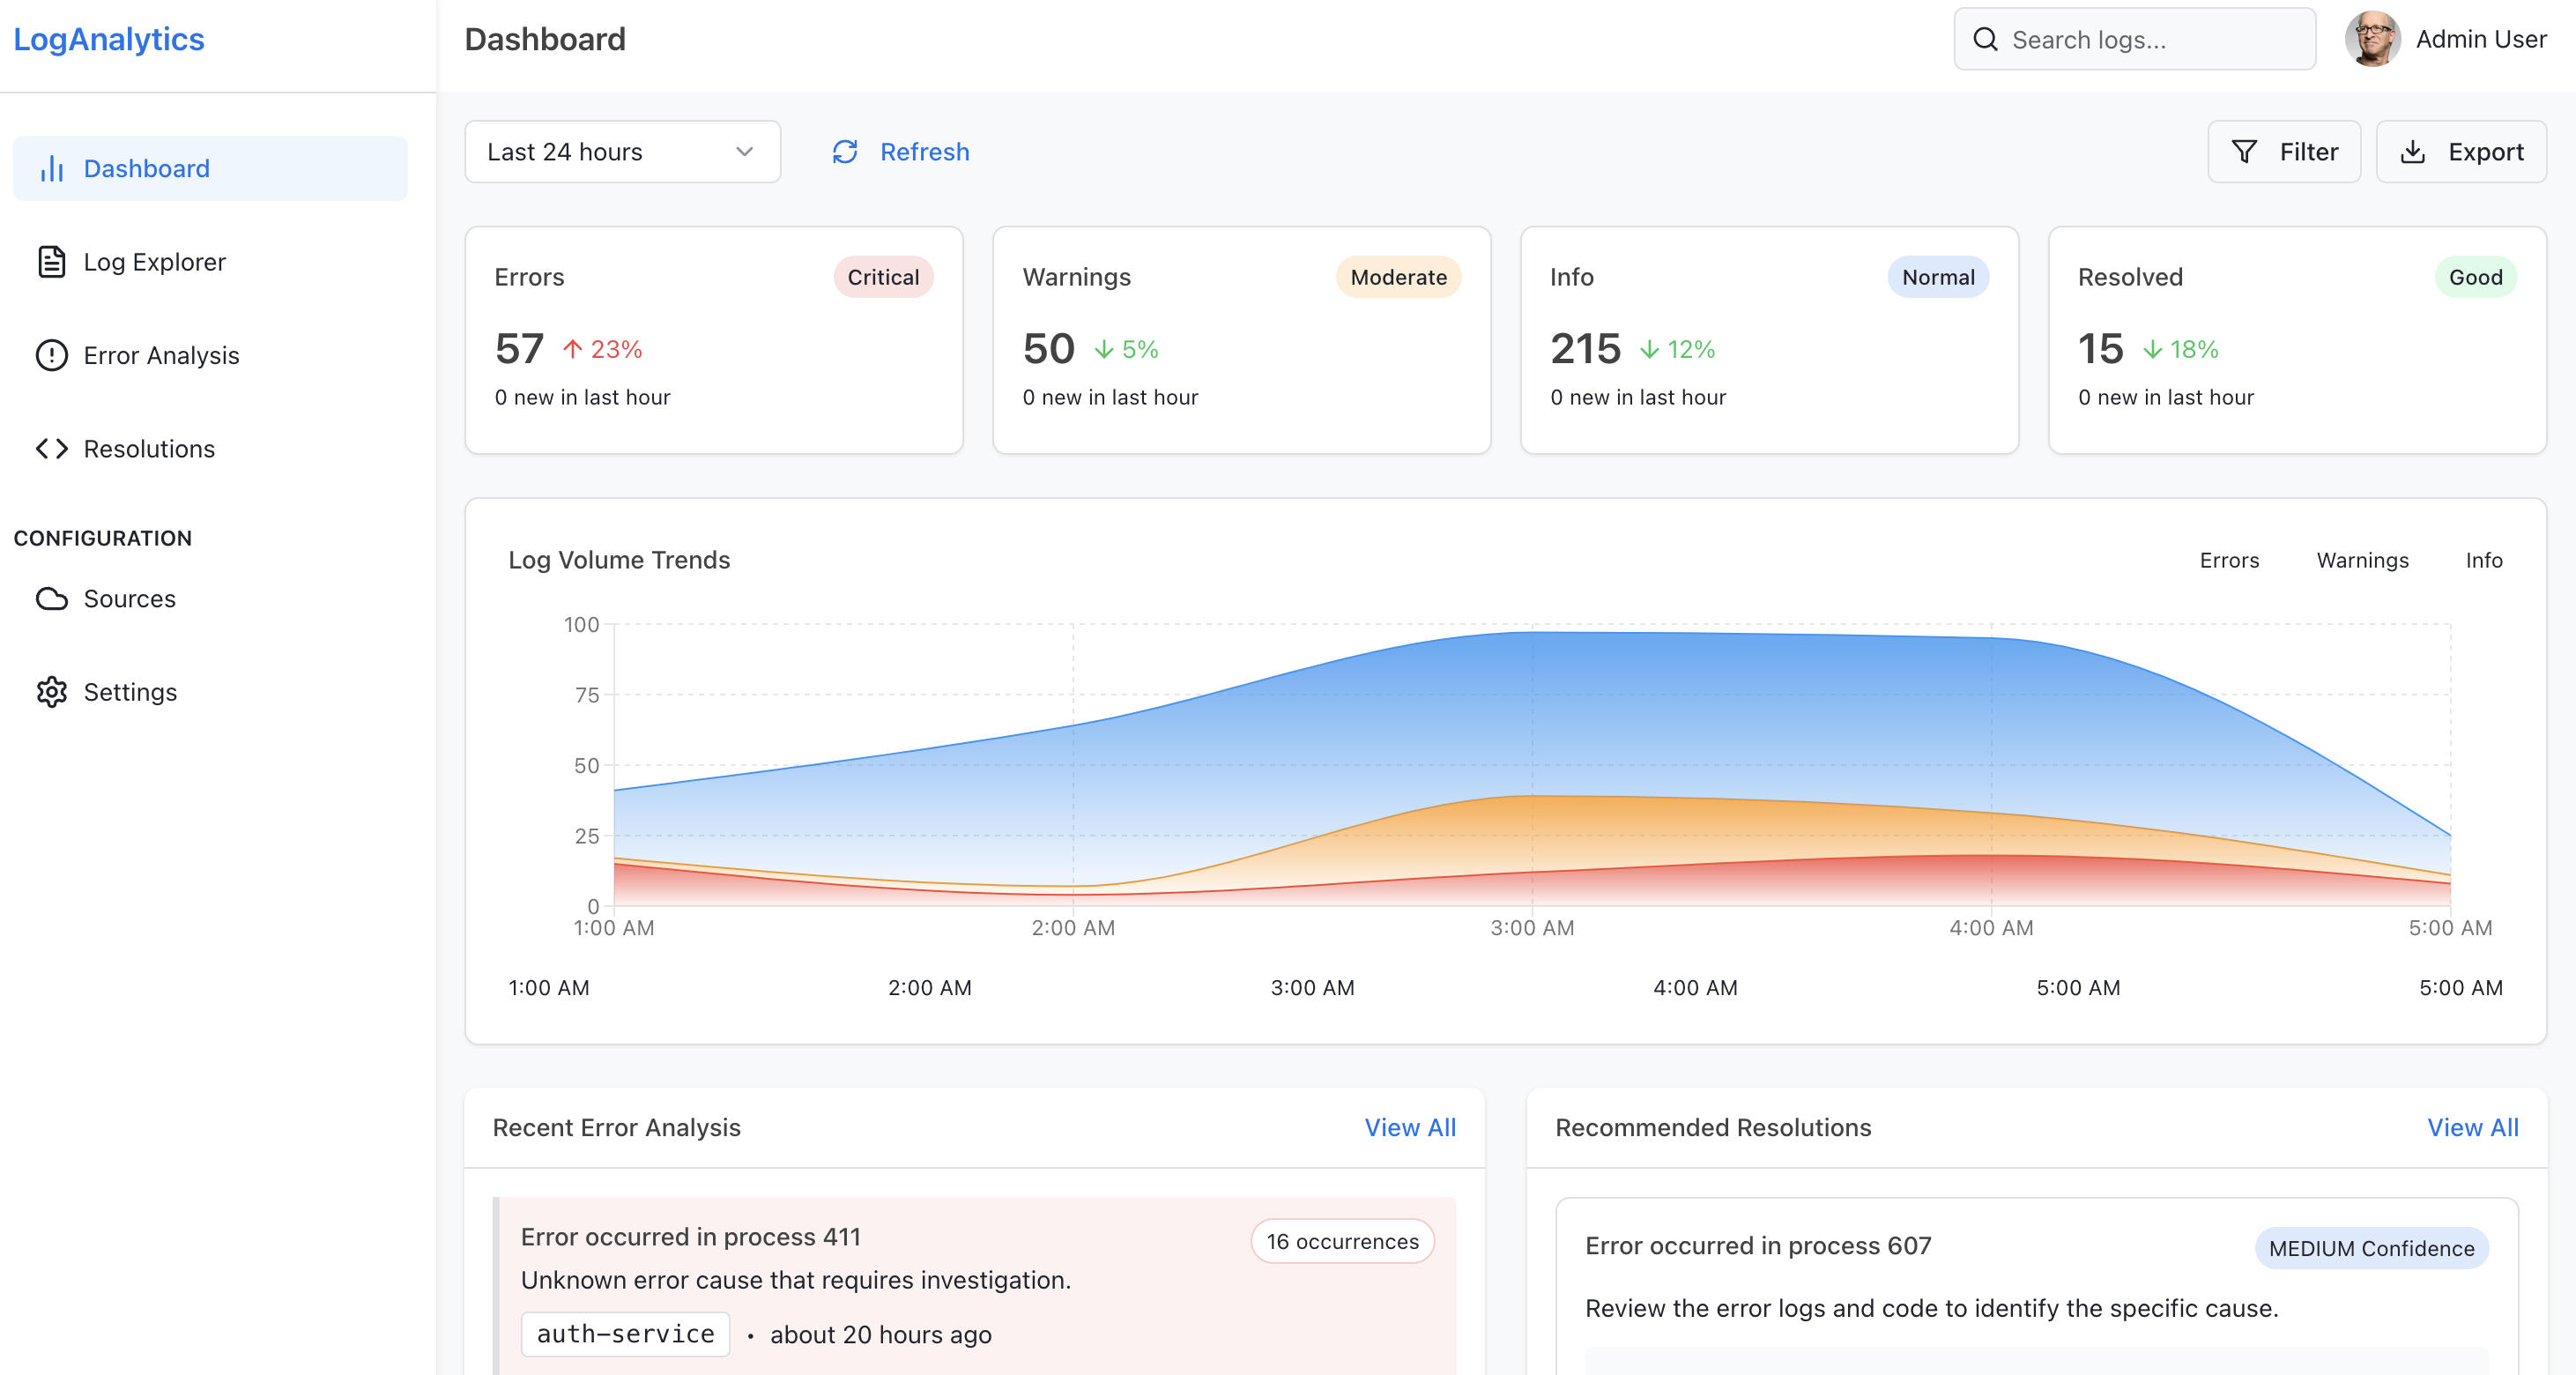 LogAnalytics
Dashboard
Search logs...
Admin User
Dashboard
Log Explorer
Error Analysis
Resolutions
CONFIGURATION
Sources
Settings
Last 24 hours
Refresh
Filter
Export
Errors
Critical
57
23%
0 new in last hour
Warnings
Moderate
50
5%
0 new in last hour
Info
Normal
215
12%
0 new in last hour
Resolved
Good
15
18%
0 new in last hour
Log Volume Trends
Errors
Warnings
Info
100
75
50
25
0
1:00 AM
2:00 AM
3:00 AM
4:00 AM
5:00 AM
1:00 AM
2:00 AM
3:00 AM
4:00 AM
5:00 AM
5:00 AM
Recent Error Analysis
View All
Error occurred in process 411
16 occurrences
Unknown error cause that requires investigation.
auth-service • about 20 hours ago
Recommended Resolutions
View All
Error occurred in process 607
MEDIUM Confidence
Review the error logs and code to identify the specific cause.